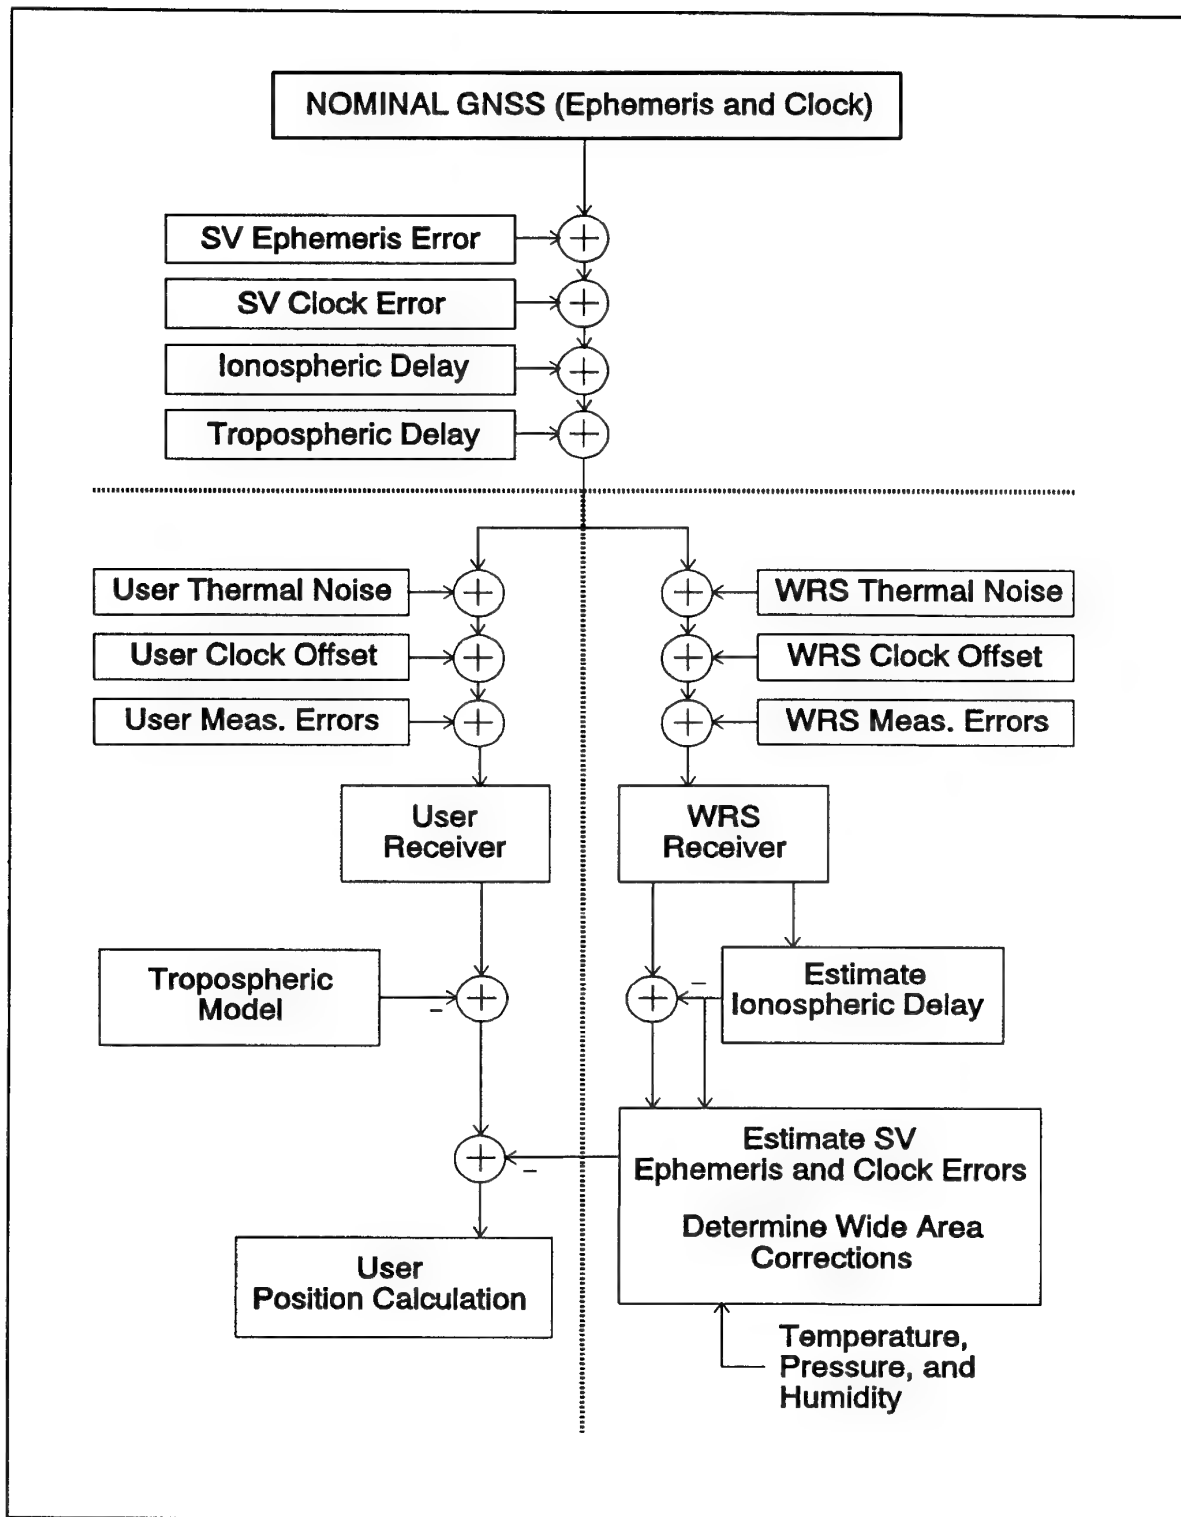 NOMINAL GNSS (Ephemeris and Clock)
SV Ephemeris Error
SV Clock Error
Ionospheric Delay
Tropospheric Delay
User Thermal Noise
WRS Thermal Noise
User Clock Offset
WRS Clock Offset
User Meas. Errors
WRS Meas. Errors
User
Receiver
WRS
Receiver
Tropospheric
Model
Estimate
Ionospheric Delay
Estimate SV
Ephemeris and Clock Errors
Determine Wide Area
Corrections
User
Position Calculation
Temperature,
Pressure, and
Humidity